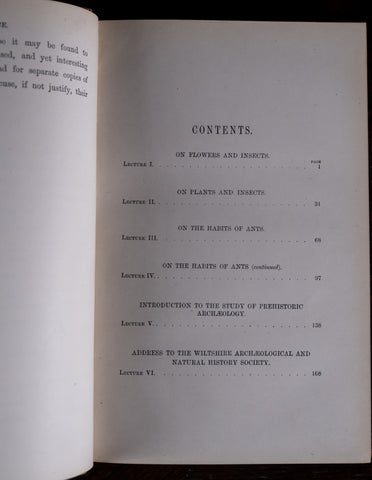 CE.
so it may be found to
sed, and yet interesting
nd for separate copies of
cuse, if not justify, their
CONTENTS.
ON FLOWERS AND INSECTS.
PAGE
LECTURE I. . . . . . . . . . . . . . . . . . 1
ON PLANTS AND INSECTS.
LECTURE II. . . . . . . . . . . . . . . . . . 31
ON THE HABITS OF ANTS.
LECTURE III. . . . . . . . . . . . . . . . . . 68
ON THE HABITS OF ANTS (continued).
LECTURE IV. . . . . . . . . . . . . . . . . . 97
INTRODUCTION TO THE STUDY OF PREHISTORIC
ARCHÆOLOGY.
LECTURE V. . . . . . . . . . . . . . . . . . 138
ADDRESS TO THE WILTSHIRE ARCHÆOLOGICAL AND
NATURAL HISTORY SOCIETY.
LECTURE VI. . . . . . . . . . . . . . . . . . 168